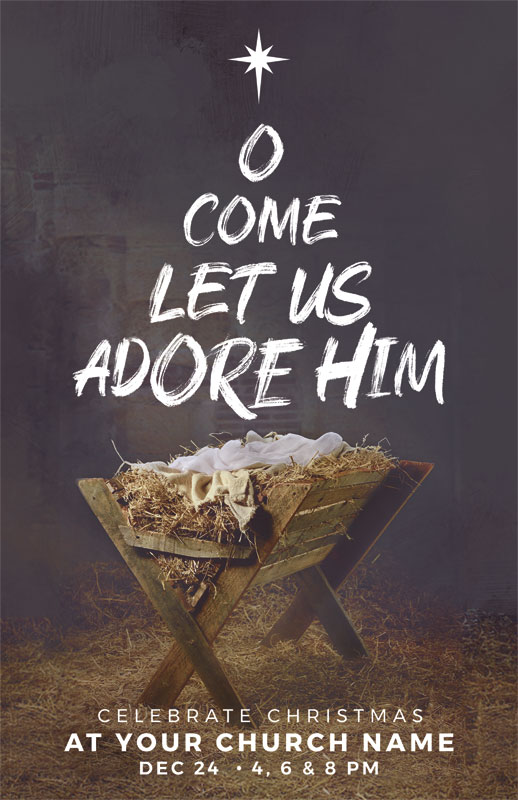 O
COME
LET US
ADORE HIM
CELEBRATE CHRISTMAS
AT YOUR CHURCH NAME
DEC 24 • 4, 6 & 8 PM